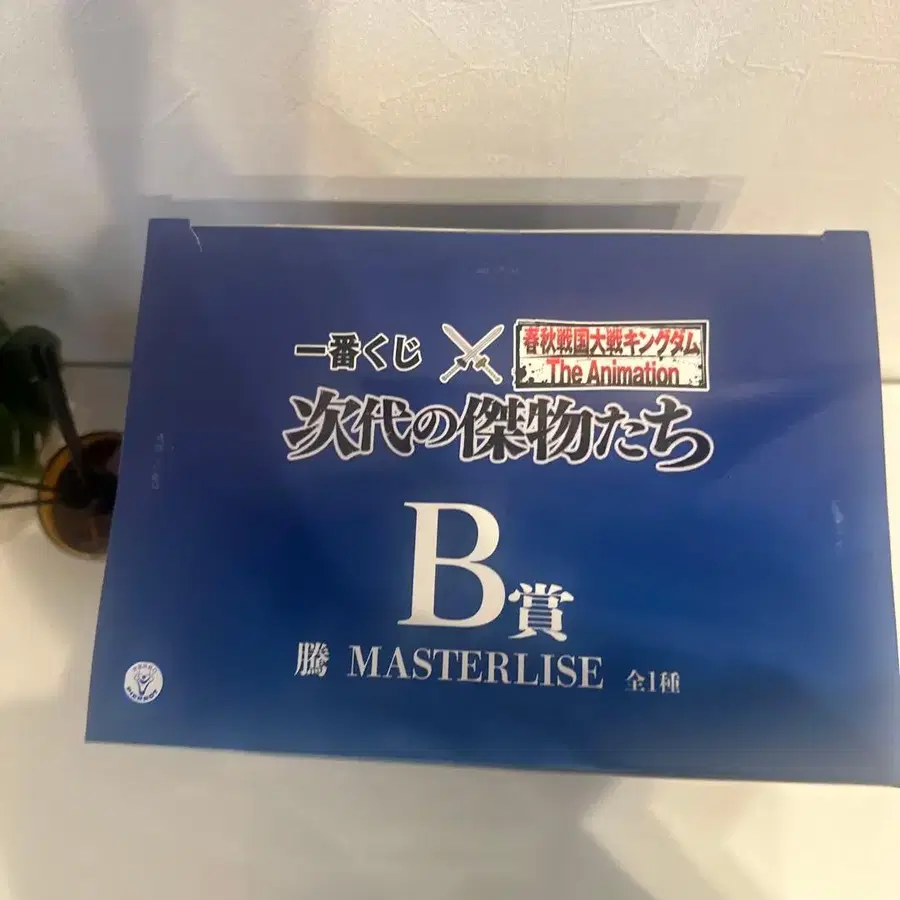 一番くじ
春秋戦国大戦キングダム
The Animation
次代の傑物たち
B賞
騰 MASTERLISE 全1種
PIERROT